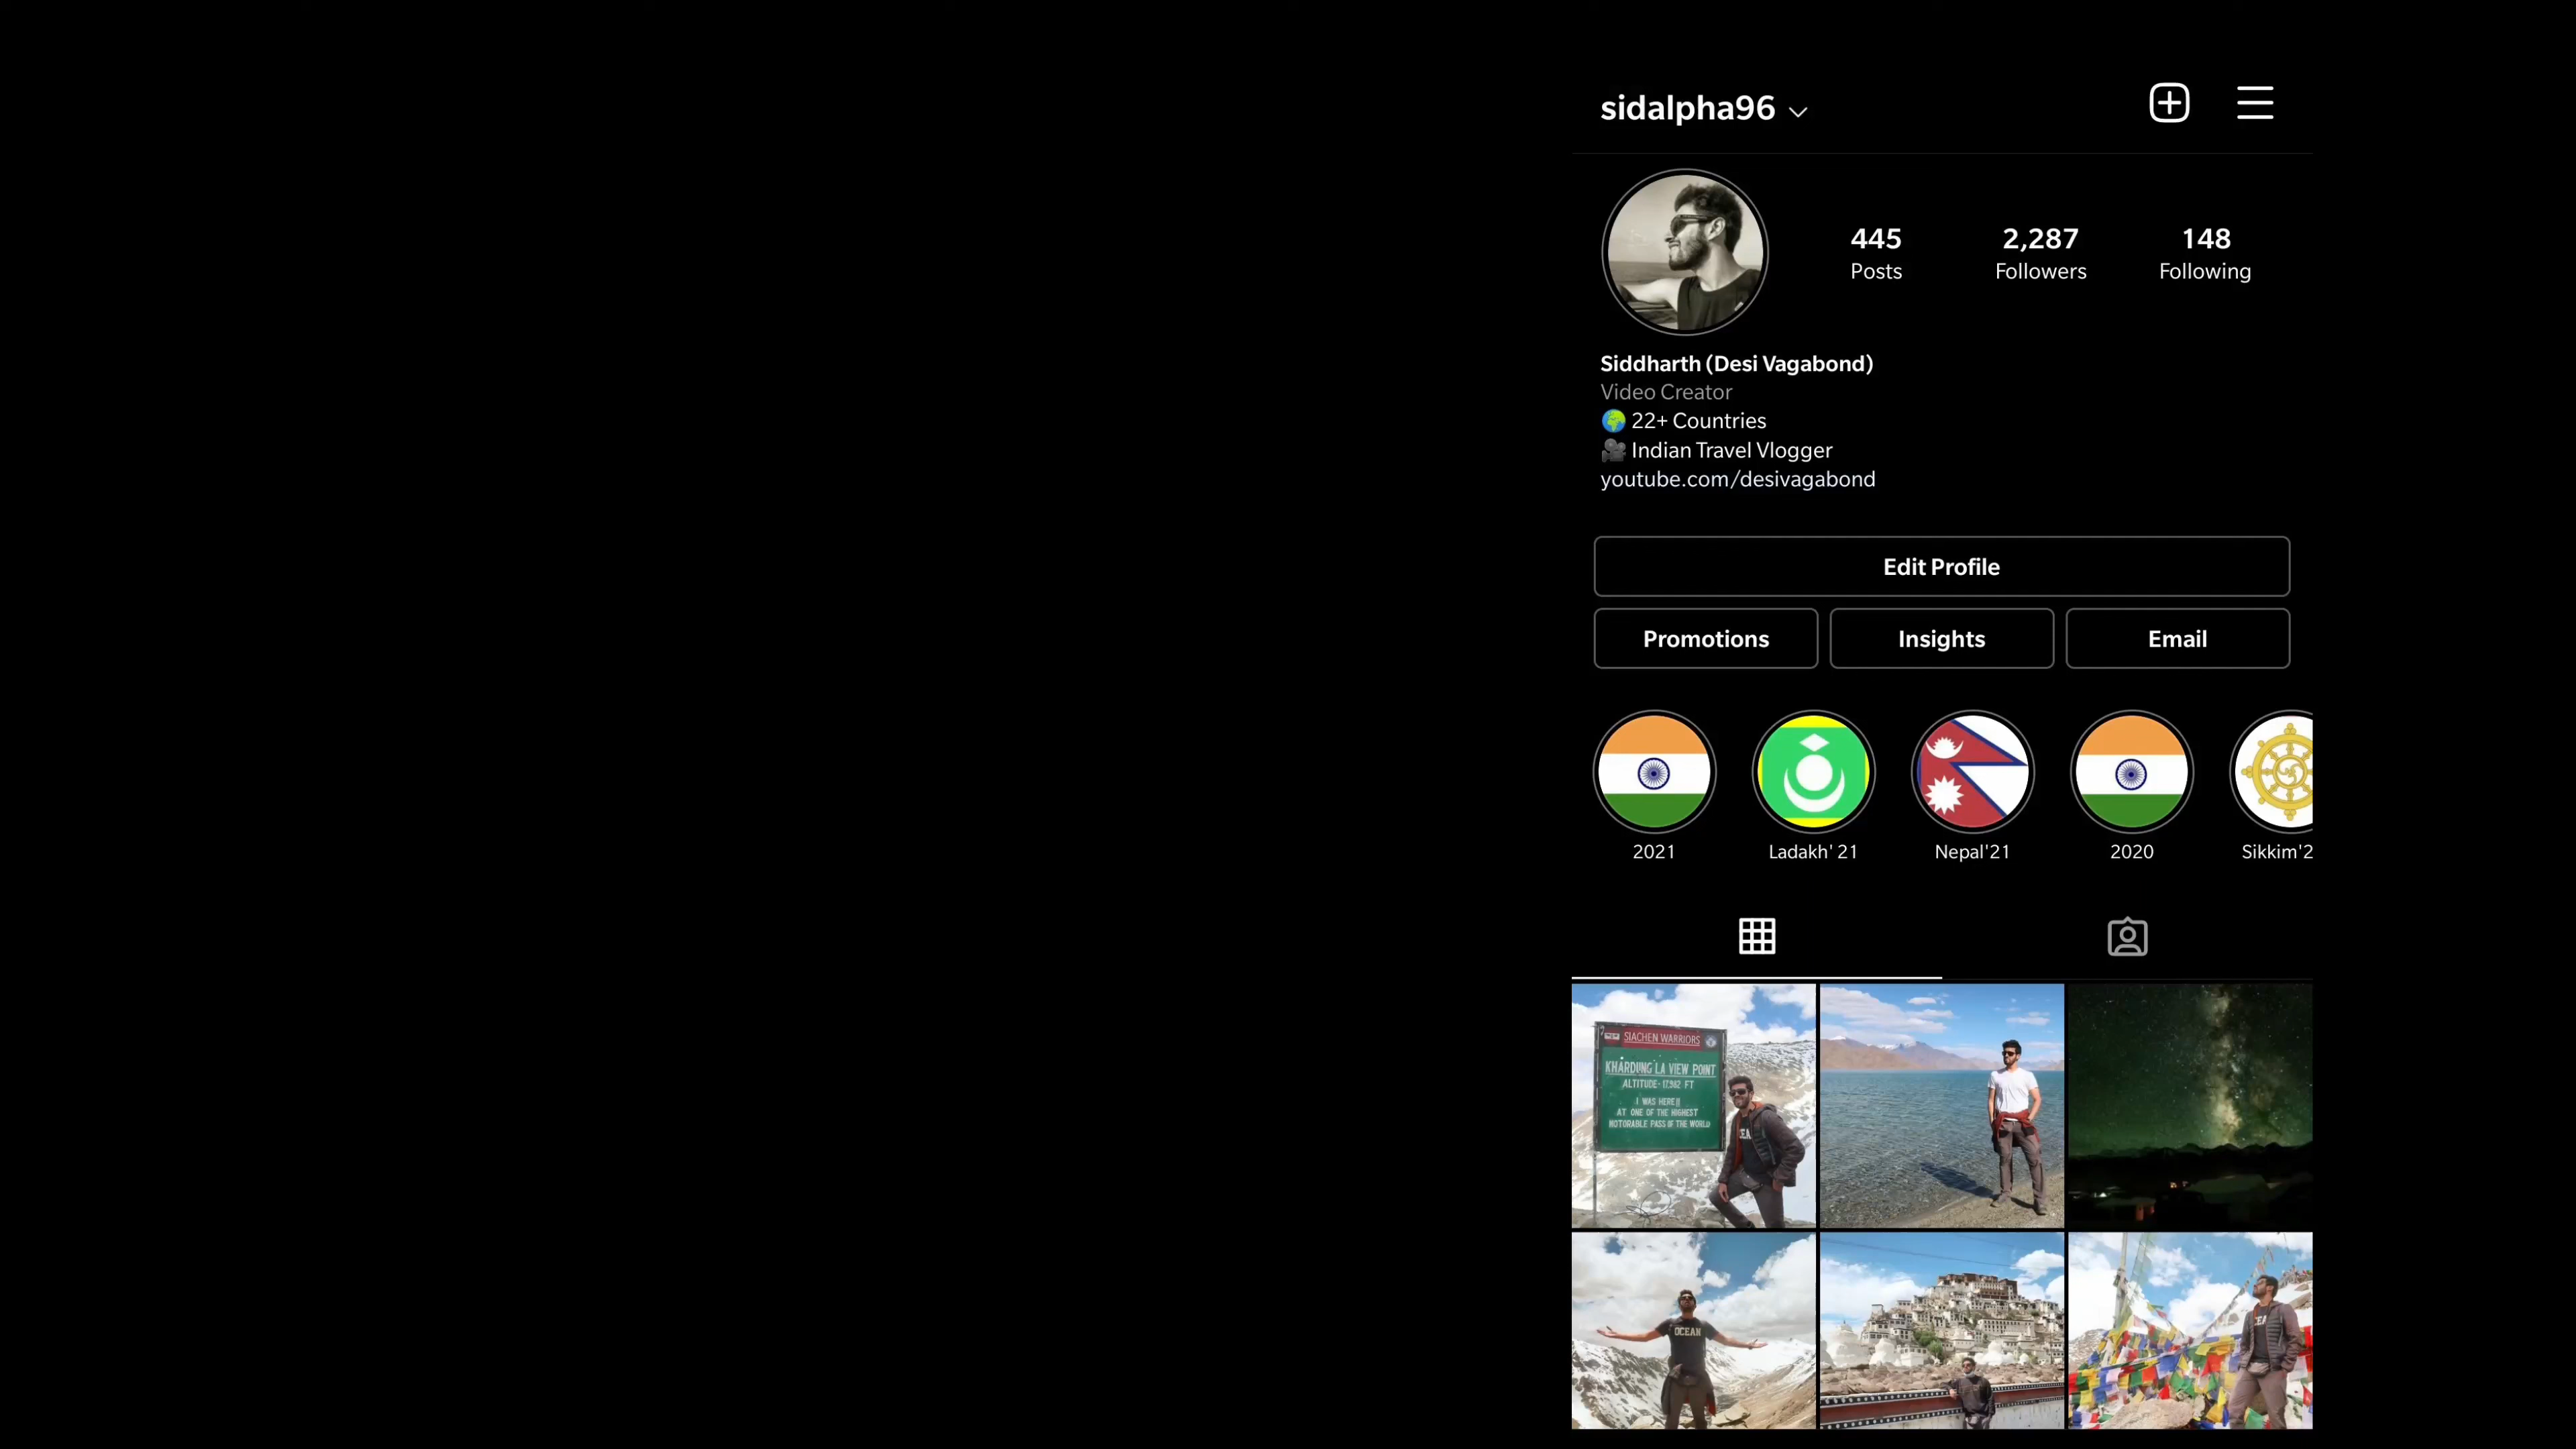 sidalpha96
445
Posts
2,287
Followers
148
Following
Siddharth (Desi Vagabond)
Video Creator
22+ Countries
Indian Travel Vlogger
youtube.com/desivagabond
Edit Profile
Promotions
Insights
Email
2021
Ladakh' 21
Nepal'21
2020
Sikkim'2
SIACHEN WARRIORS
KHARDUNG LA VIEW POINT
ALTITUDE- 17,982 FT
I WAS HERE!!
AT ONE OF THE HIGHEST
MOTORABLE PASS OF THE WORLD
OCEAN